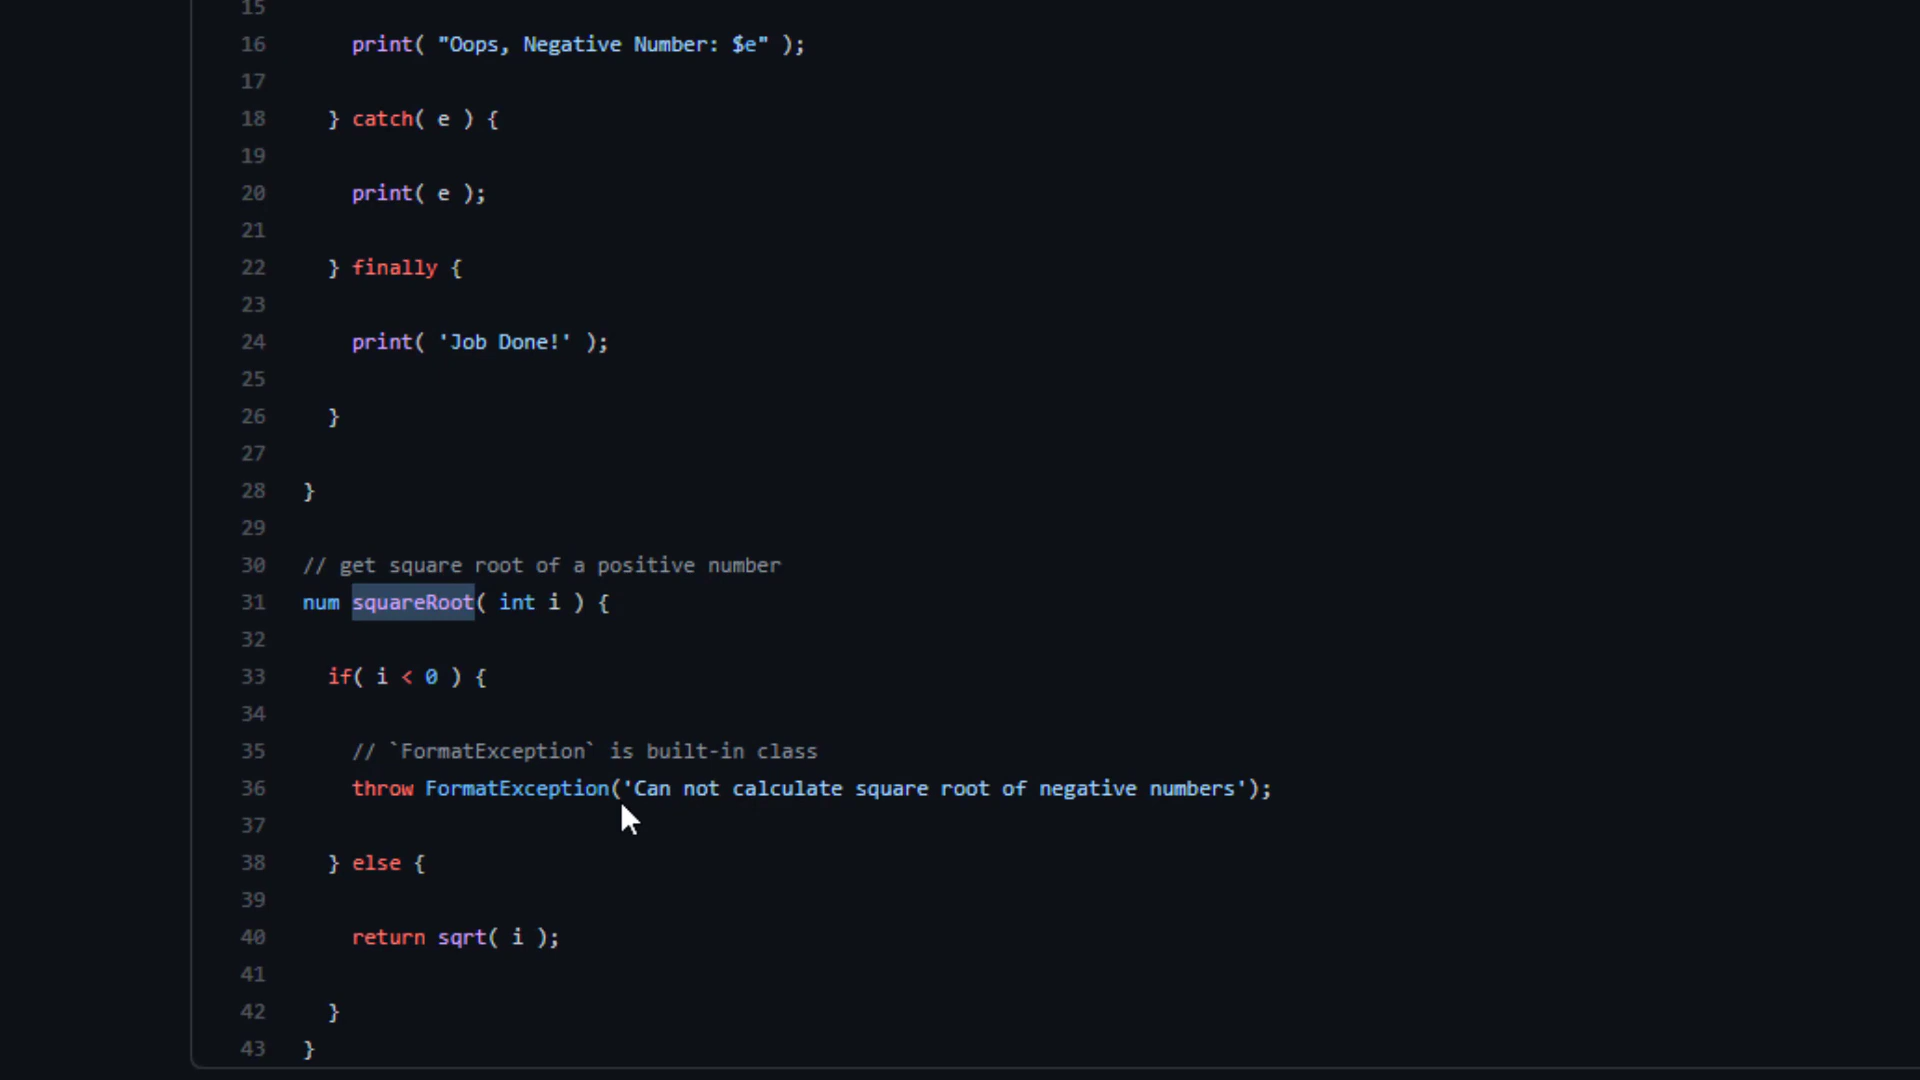 15
16 print( "Oops, Negative Number: $e" );
17
18 } catch( e ) {
19
20 print( e );
21
22 } finally {
23
24 print( 'Job Done!' );
25
26 }
27
28 }
29
30 // get square root of a positive number
31 num squareRoot( int i ) {
32
33 if( i < 0 ) {
34
35 // `FormatException` is built-in class
36 throw FormatException('Can not calculate square root of negative numbers');
37
38 } else {
39
40 return sqrt( i );
41
42 }
43 }